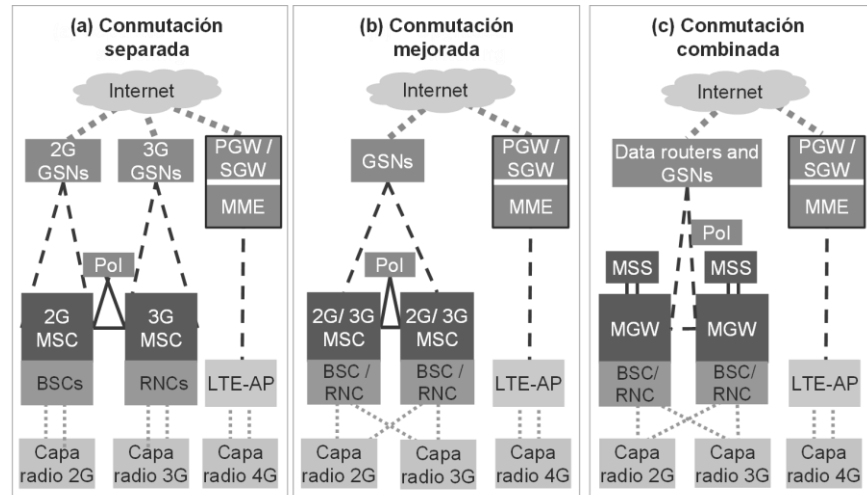 (a) Conmutación
separada
Internet
2G
GSNs
3G
GSNs
PGW /
SGW
MME
PoI
2G
MSC
3G
MSC
BSCs
RNCs
LTE-AP
Capa
radio 2G
Capa
radio 3G
Capa
radio 4G
(b) Conmutación
mejorada
Internet
GSNs
PGW /
SGW
MME
PoI
2G/ 3G
MSC
2G/ 3G
MSC
BSC /
RNC
BSC /
RNC
LTE-AP
Capa
radio 2G
Capa
radio 3G
Capa
radio 4G
(c) Conmutación
combinada
Internet
Data routers and
GSNs
PGW /
SGW
MME
PoI
MSS
MSS
MGW
MGW
BSC/
RNC
BSC/
RNC
LTE-AP
Capa
radio 2G
Capa
radio 3G
Capa
radio 4G